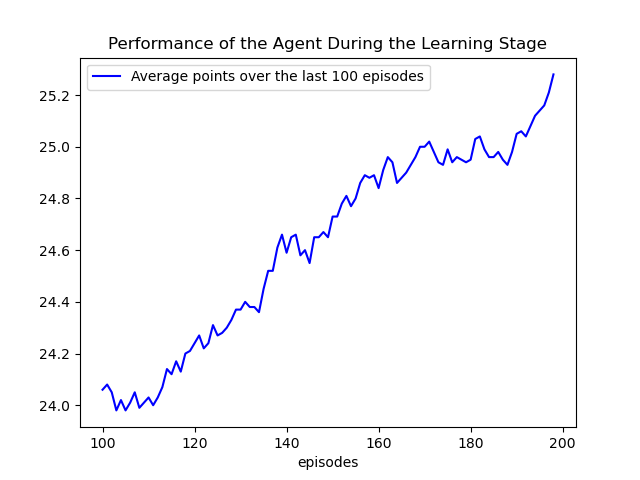 Performance of the Agent During the Learning Stage
Average points over the last 100 episodes
25.2
25.0
24.8
24.6
24.4
24.2
24.0
100 120 140 160 180 200
episodes